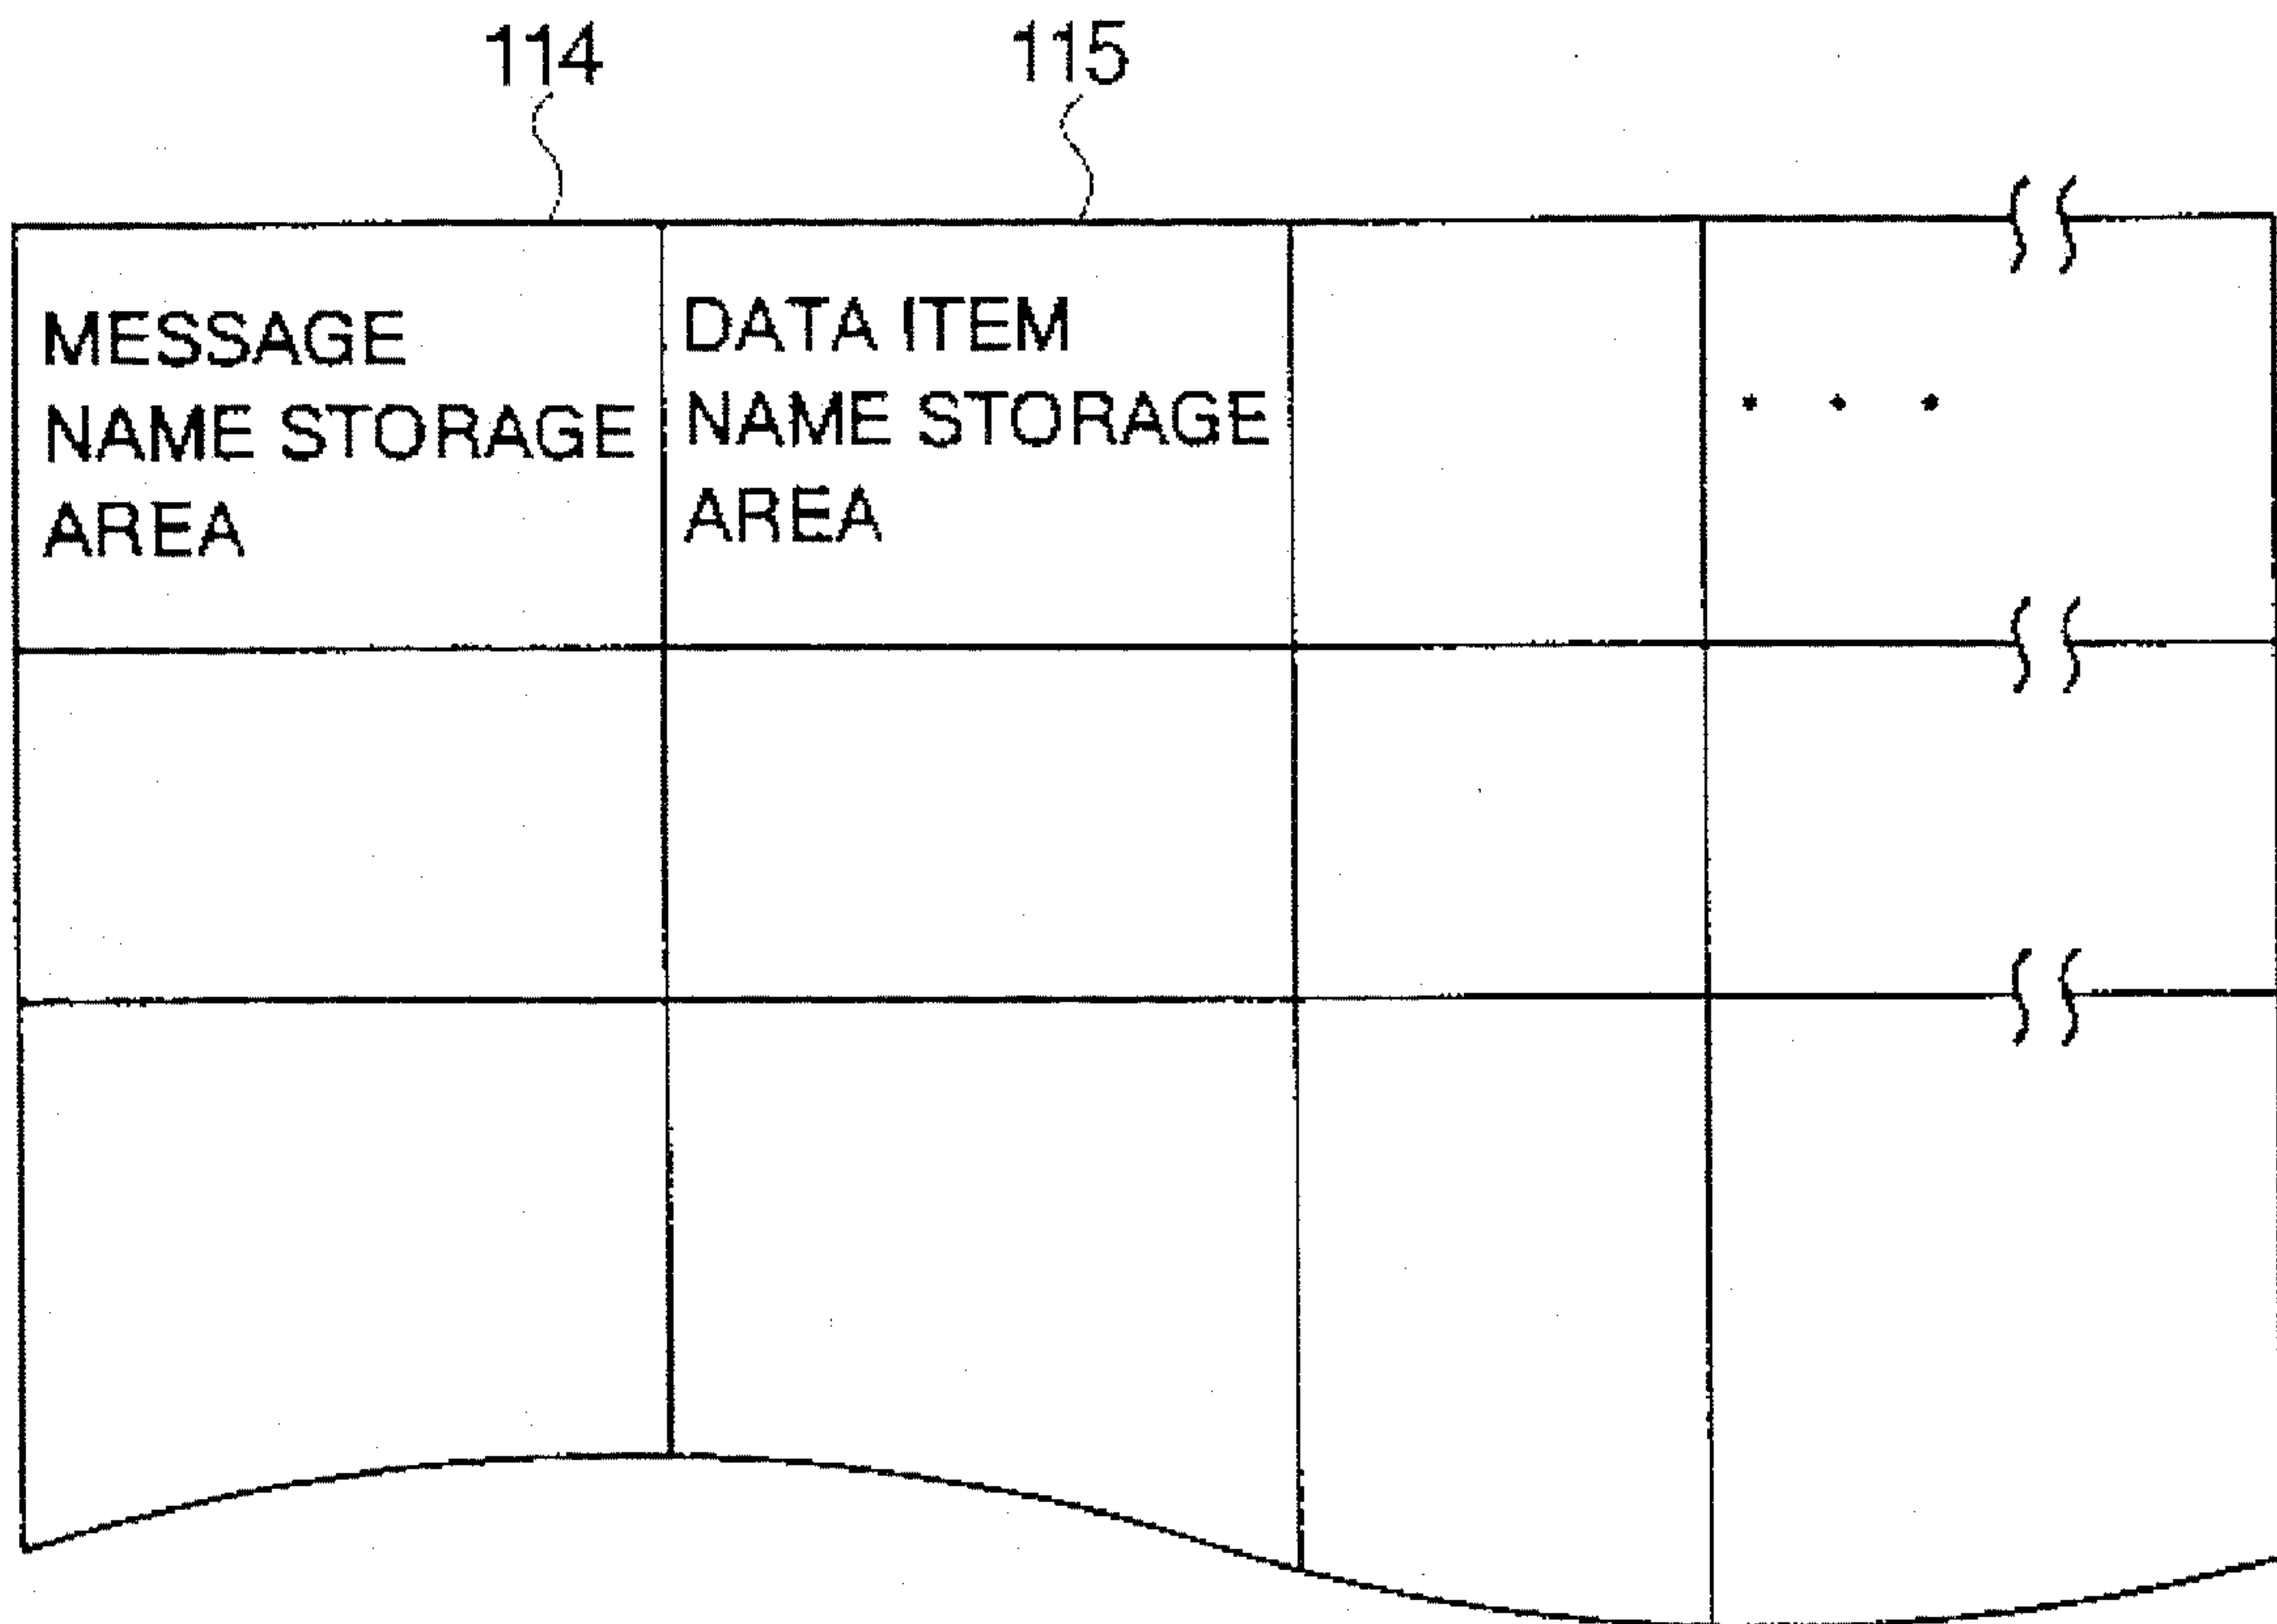 114 115
MESSAGE
NAME STORAGE
AREA
DATA ITEM
NAME STORAGE
AREA
. . .